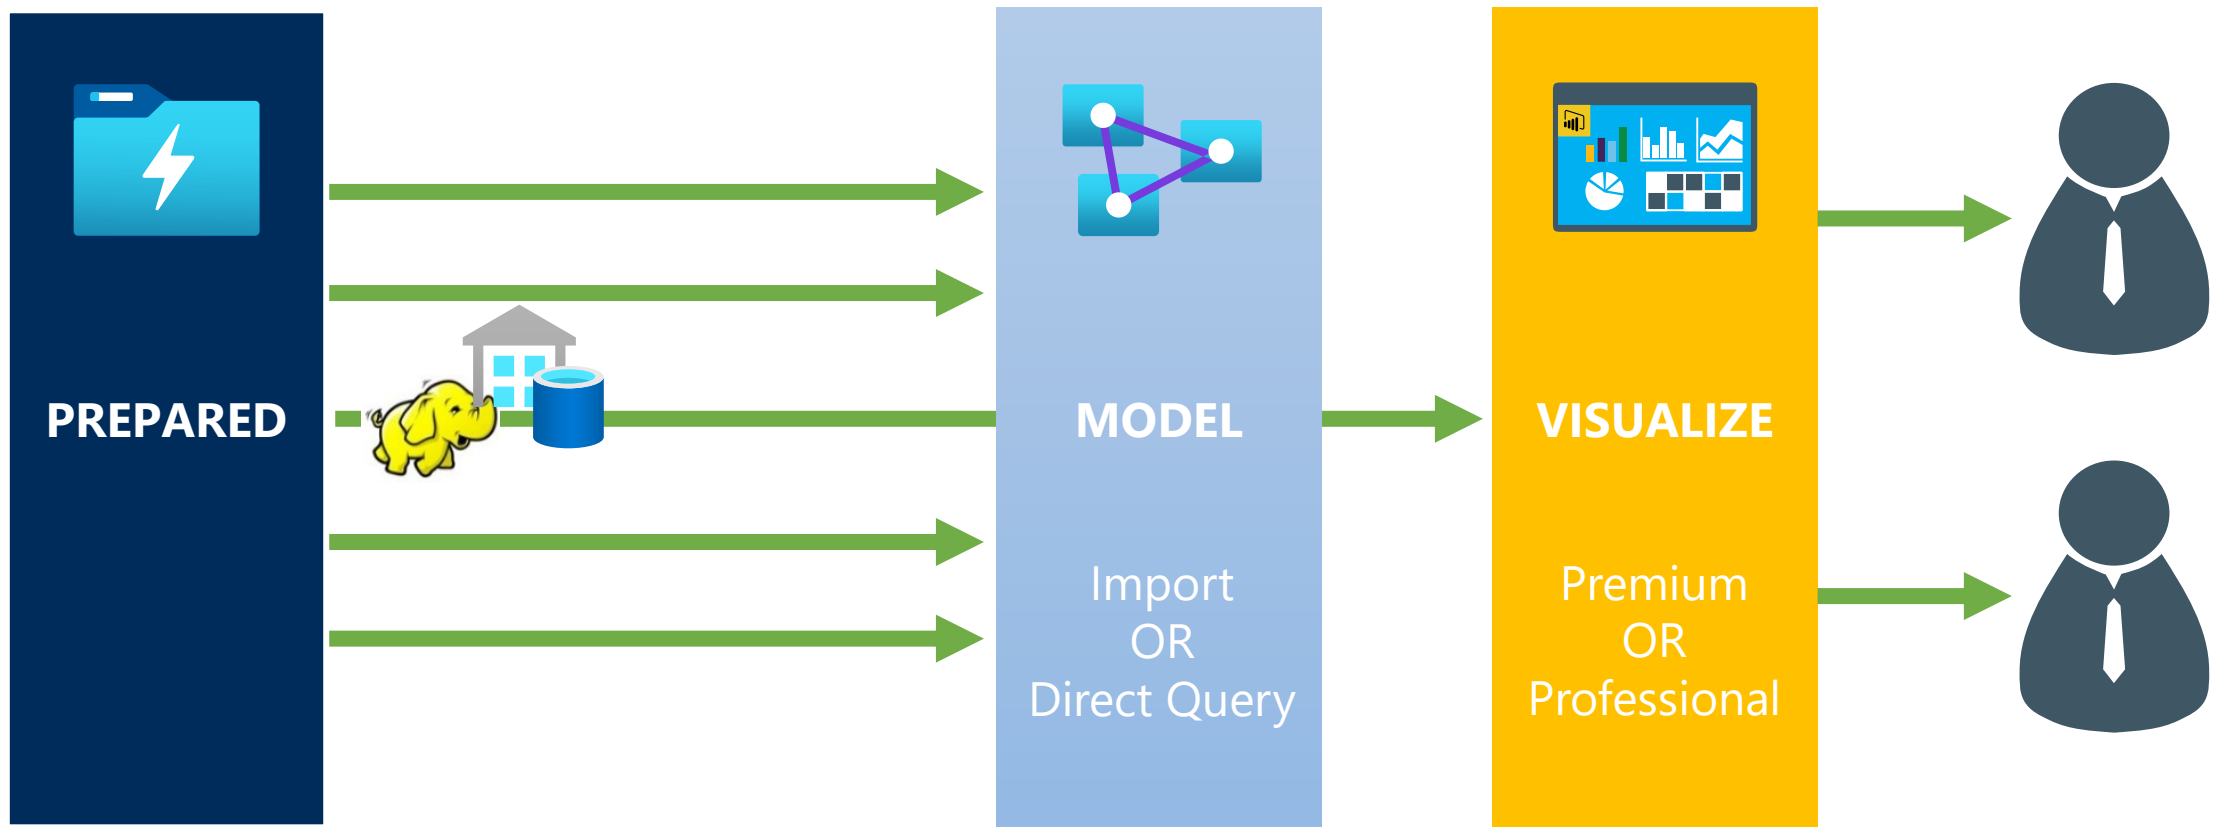 PREPARED
MODEL
Import
OR
Direct Query
VISUALIZE
Premium
OR
Professional